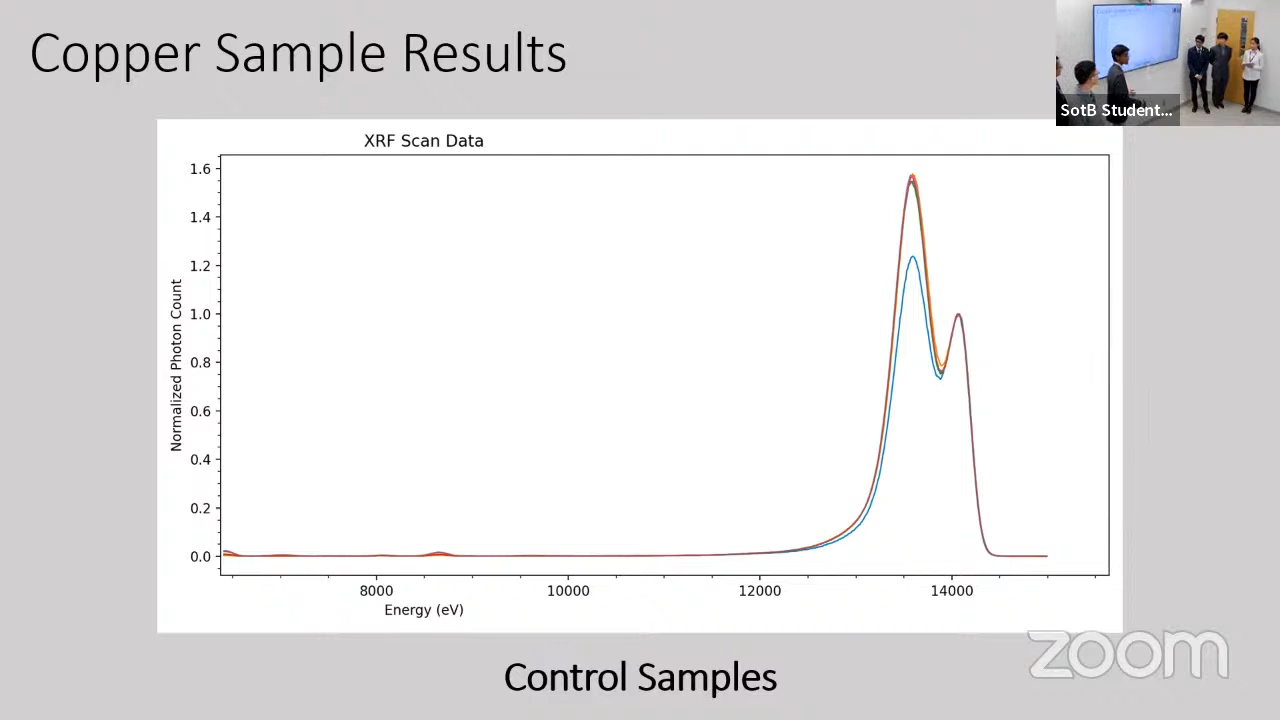 Copper Sample Results
SotB Student...
XRF Scan Data
1.6
1.4
1.2
1.0
0.8
0.6
0.4
0.2
0.0
Normalized Photon Count
8000 10000 12000 14000
Energy (eV)
Control Samples
zoom